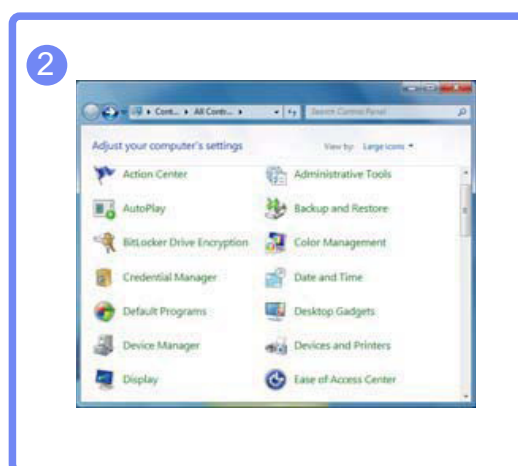 2
Cont... ▸ All Contr... ▸ Search Control Panel
Adjust your computer's settings View by: Large icons
Action Center Administrative Tools
AutoPlay Backup and Restore
BitLocker Drive Encryption Color Management
Credential Manager Date and Time
Default Programs Desktop Gadgets
Device Manager Devices and Printers
Display Ease of Access Center